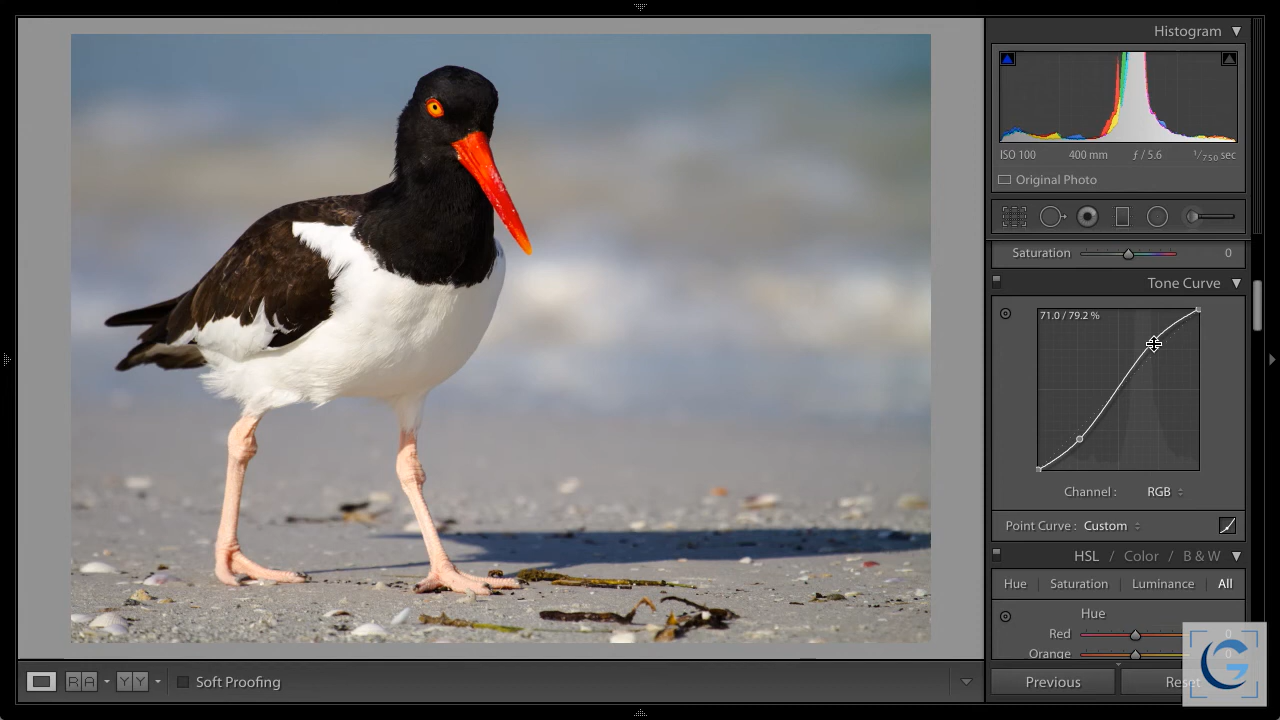 Histogram
ISO 100 400 mm ƒ / 5.6 1/750 sec
Original Photo
Saturation 0
Tone Curve
71.0 / 79.2 %
Channel : RGB
Point Curve : Custom
HSL / Color / B & W
Hue Saturation Luminance All
Hue
Red 0
Orange
Previous Reset
R A Y Y Soft Proofing